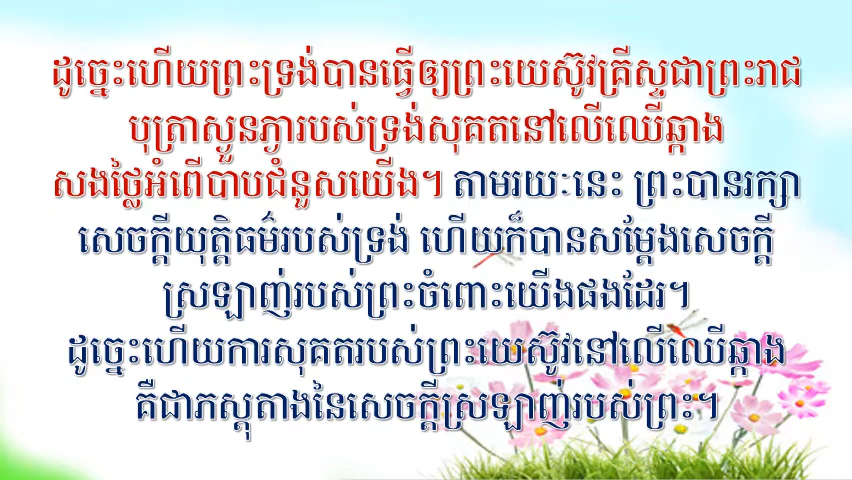 ដូច្នេះហើយព្រះទ្រង់បានធ្វើឲ្យព្រះយេស៊ូវគ្រីស្ទជាព្រះរាជ
បុត្រាស្ងួនភ្ងារបស់ទ្រង់សុគតនៅលើឈើឆ្កាង
សងថ្លៃអំពើបាបជំនួសយើង។ តាមរយៈនេះ ព្រះបានរក្សា
សេចក្តីយុត្តិធម៌របស់ទ្រង់ ហើយក៏បានសម្តែងសេចក្តី
ស្រឡាញ់របស់ព្រះចំពោះយើងផងដែរ។
ដូច្នេះហើយការសុគតរបស់ព្រះយេស៊ូវនៅលើឈើឆ្កាង
គឺជាភស្តុតាងនៃសេចក្តីស្រឡាញ់របស់ព្រះ។